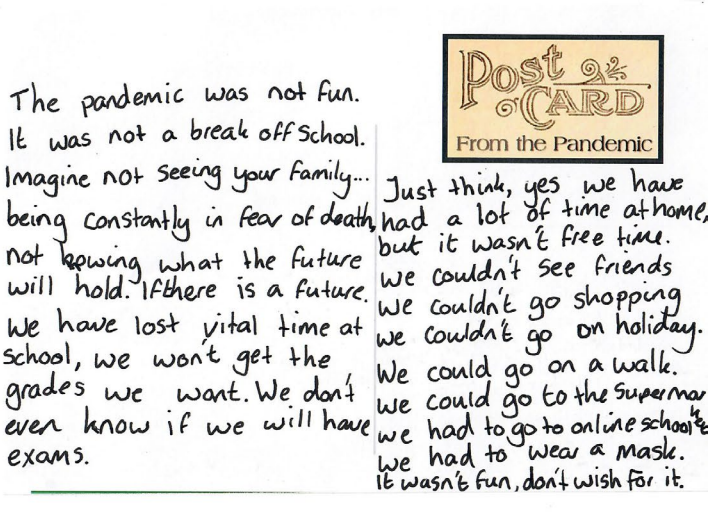 Post
CARD
From the Pandemic
The pandemic was not fun.
It was not a break off school.
Imagine not seeing your family...
being constantly in fear of death,
not kowing what the future
will hold. If there is a future.
We have lost vital time at
school, we won't get the
grades we want. We don't
even know if we will have
exams.
Just think, yes we have
had a lot of time at home,
but it wasn't free time.
we couldn't see friends
we couldn't go shopping
we couldn't go on holiday.
We could go on a walk.
we could go to the supermarket
we had to go to online school
we had to wear a mask.
it wasn't fun, don't wish for it.